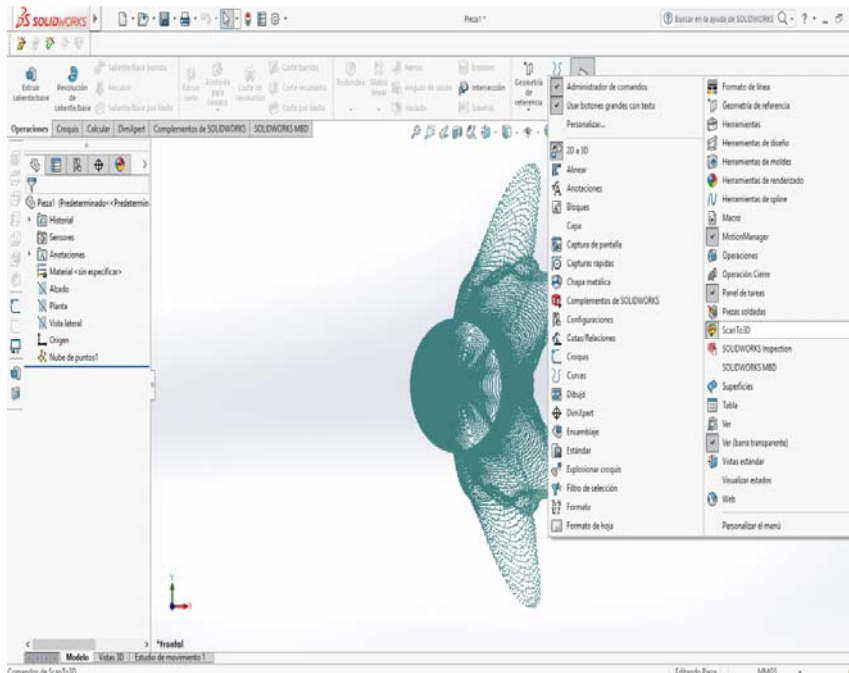 SOLIDWORKS
Pieza1 *
Buscar en la ayuda de SOLIDWORKS
Extruir saliente/base
Revolución de saliente/base
Saliente/Base barrido
Recubrir
Saliente/Base por límite
Extruir corte
Asistente para taladro
Corte de revolución
Corte barrido
Corte recubierto
Corte por límite
Redondeo
Matriz lineal
Nervio
Ángulo de salida
Vaciado
Envolver
Intersección
Simetría
Geometría de referencia
Operaciones
Croquis
Calcular
DimXpert
Complementos de SOLIDWORKS
SOLIDWORKS MBD
Pieza1 (Predeterminado<<Predetermin
Historial
Sensores
Anotaciones
Material <sin especificar>
Alzado
Planta
Vista lateral
Origen
Nube de puntos1
Administrador de comandos
Usar botones grandes con texto
Personalizar...
2D a 3D
Alinear
Anotaciones
Bloques
Capa
Captura de pantalla
Capturas rápidas
Chapa metálica
Complementos de SOLIDWORKS
Configuraciones
Cotas/Relaciones
Croquis
Curvas
Dibujo
DimXpert
Ensamblaje
Estándar
Explosionar croquis
Filtro de selección
Formato
Formato de hoja
Formato de línea
Geometría de referencia
Herramientas
Herramientas de diseño
Herramientas de moldes
Herramientas de renderizado
Herramientas de spline
Macro
MotionManager
Operaciones
Operación Cierre
Panel de tareas
Piezas soldadas
ScanTo3D
SOLIDWORKS Inspection
SOLIDWORKS MBD
Superficies
Tabla
Ver
Ver (barra transparente)
Vistas estándar
Visualizar estados
Web
Personalizar el menú
Y
X
*Frontal
Modelo
Vistas 3D
Estudio de movimiento 1
Comandos de ScanTo3D
Editando Pieza
MMGS